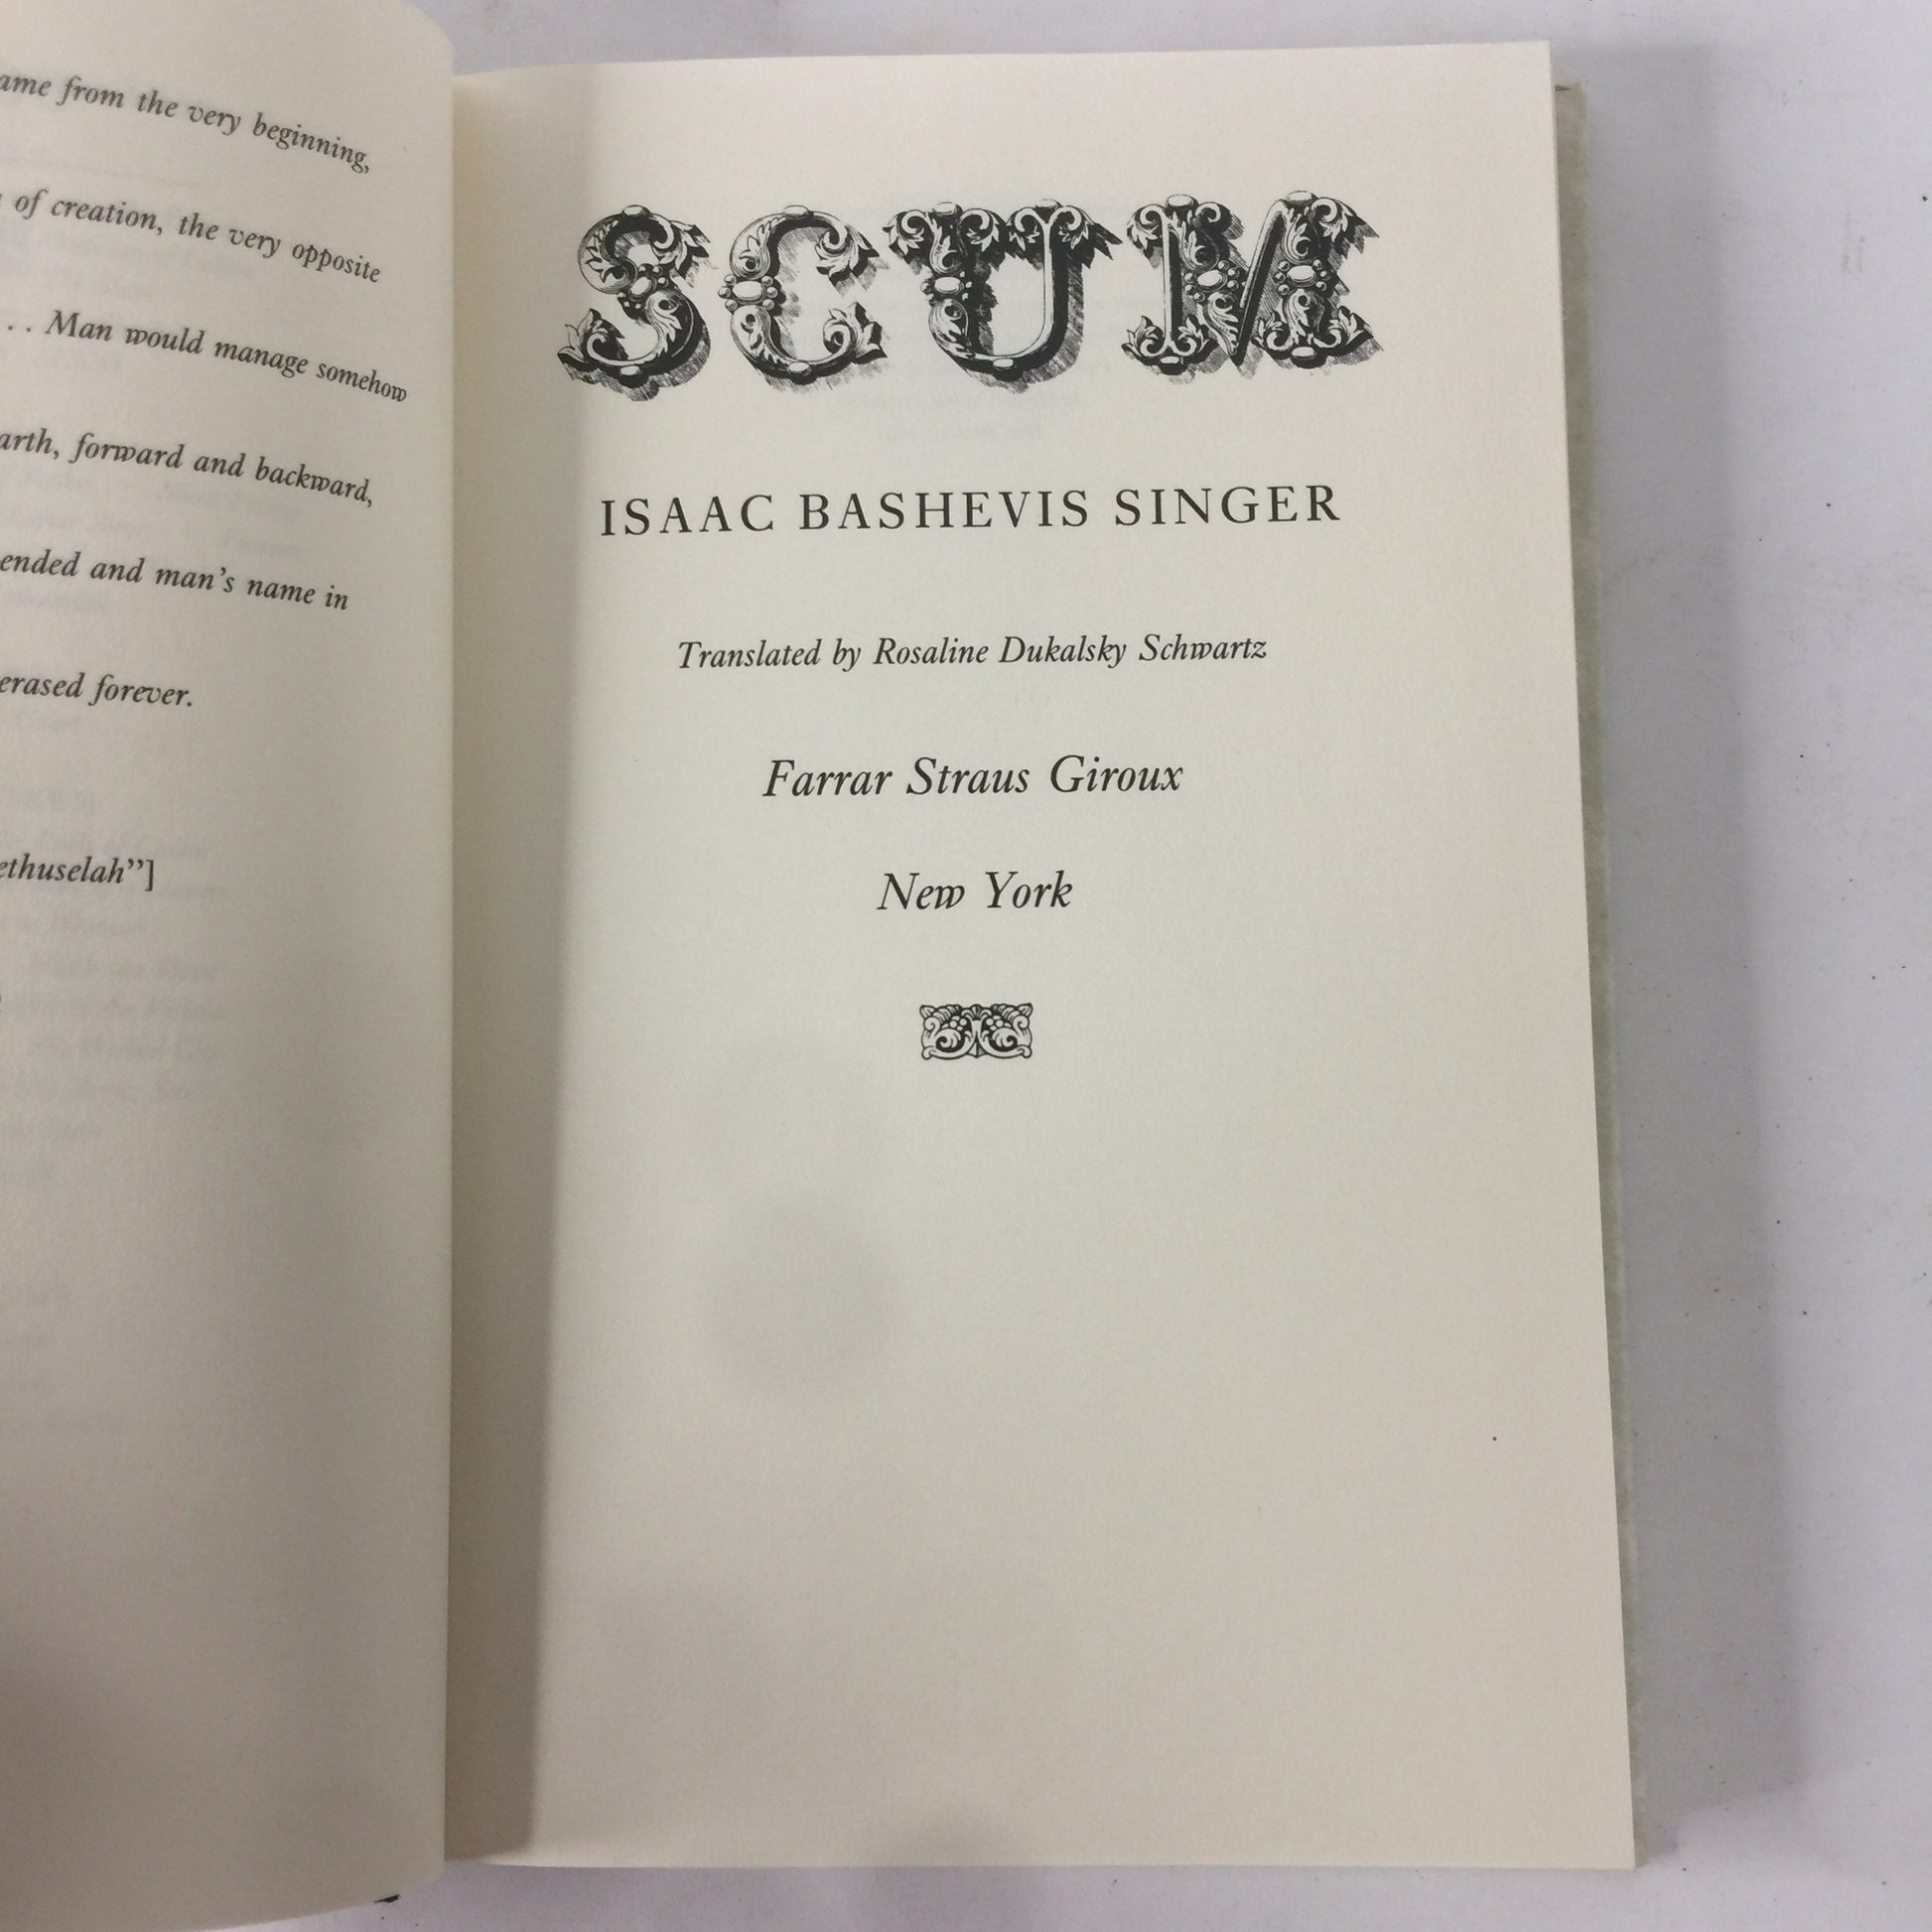 from the very beginning,
of creation, the very opposite
. . Man would manage somehow
forward and backward,
ended and man's name in
erased forever.
ethuselah"]
SCUM
ISAAC BASHEVIS SINGER
Translated by Rosaline Dukalsky Schwartz
Farrar Straus Giroux
New York